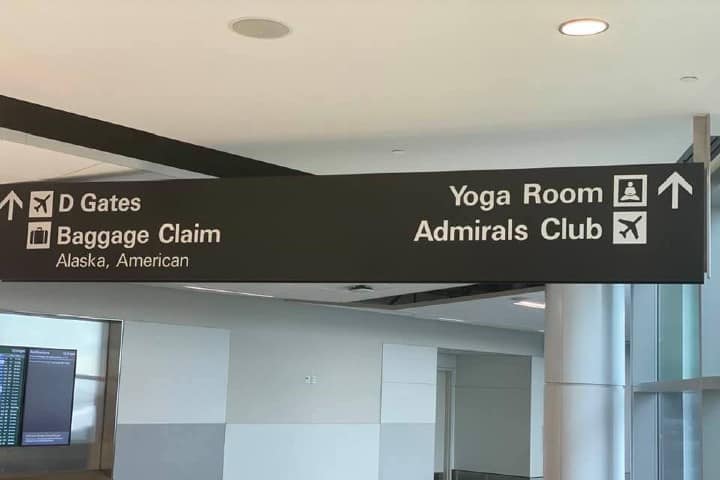 D Gates
Baggage Claim
Alaska, American
Yoga Room
Admirals Club